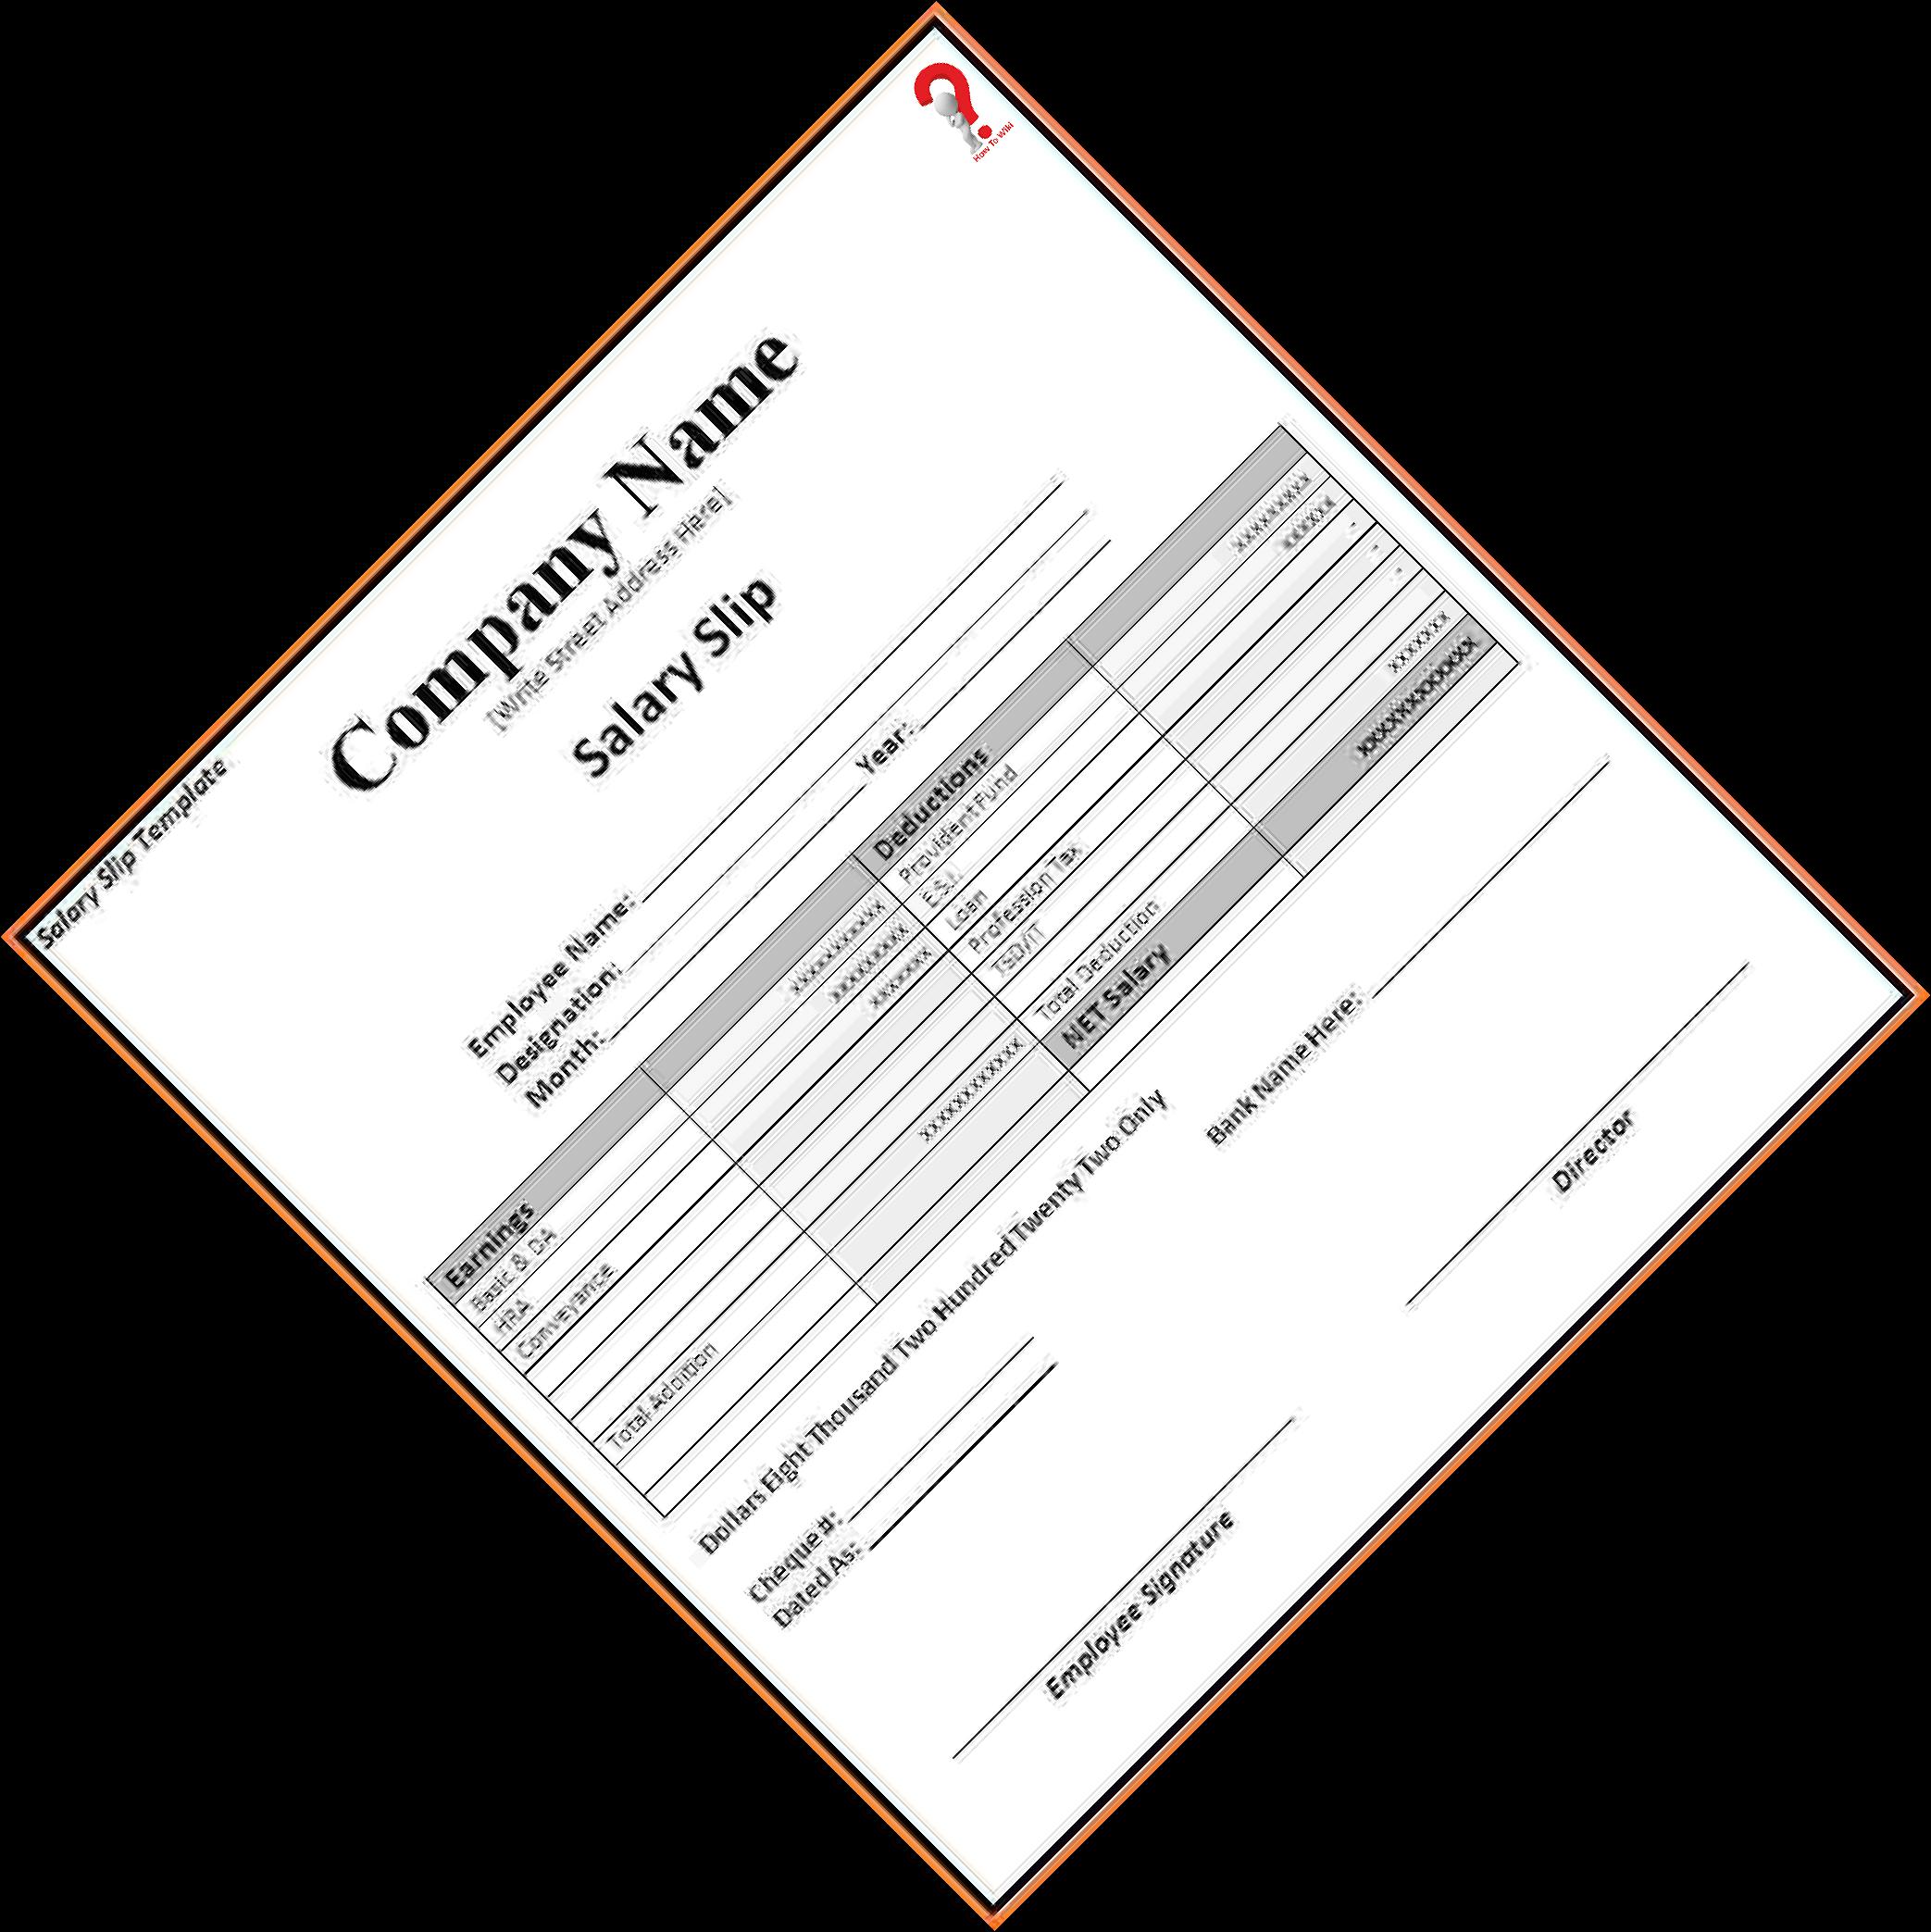 Salary Slip Template
How To Wiki
Company Name
[Write Street Address Here]
Salary Slip
Employee Name:
Designation:
Month: Year:
Earnings Deductions
Basic & DA xxxxxxxxxx Provident Fund xxxxxxxxx
HRA xxxxxxxx E.S.I. xxxxxx
Conveyance xxxxxx Loan -
Profession Tax -
TSD/IT -
Total Addition xxxxxxxxxxxx Total Deduction xxxxxxx
NET Salary xxxxxxxxxxxxx
Dollars Eight Thousand Two Hundred Twenty Two Only
Cheque #: Bank Name Here:
Dated As:
Employee Signature Director